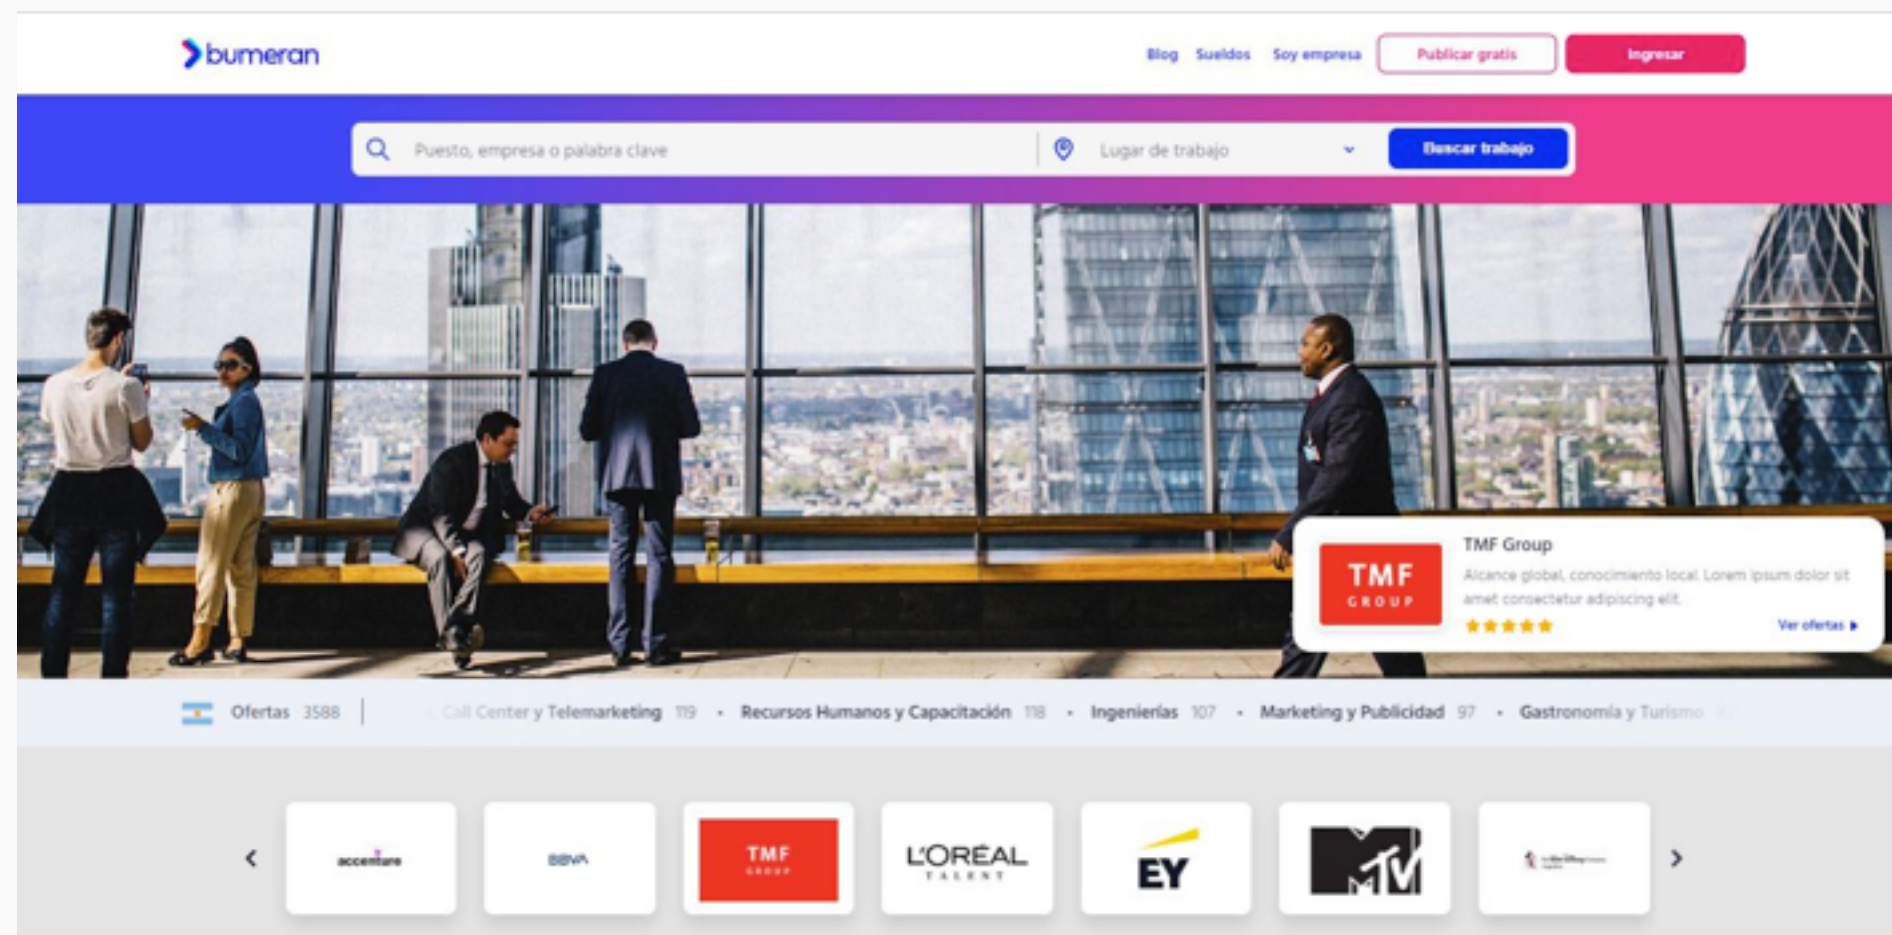 bumeran
Blog Sueldos Soy empresa Publicar gratis Ingresar
Puesto, empresa o palabra clave Lugar de trabajo Buscar trabajo
TMF Group
TMF
GROUP
Alcance global, conocimiento local Lorem ipsum dolor sit
amet consectetur adipiscing elit.
Ver ofertas
Ofertas 3588 Call Center y Telemarketing 119 • Recursos Humanos y Capacitación 118 • Ingenierías 107 • Marketing y Publicidad 97 • Gastronomía y Turismo
accenture
BBVA
TMF
GROUP
L'ORÉAL
TALENT
EY
MTV